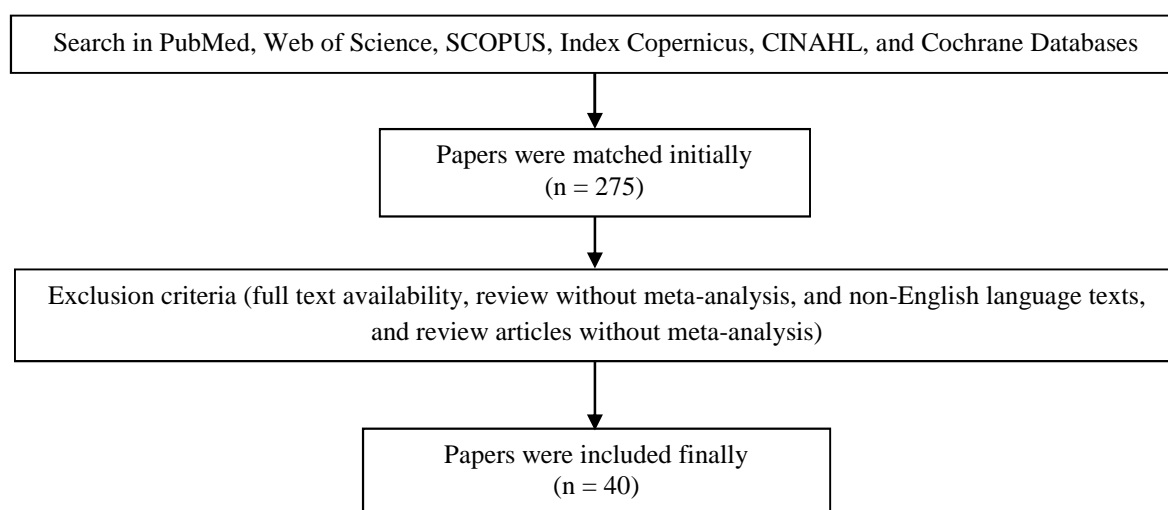 Search in PubMed, Web of Science, SCOPUS, Index Copernicus, CINAHL, and Cochrane Databases
Papers were matched initially
(n = 275)
Exclusion criteria (full text availability, review without meta-analysis, and non-English language texts,
and review articles without meta-analysis)
Papers were included finally
(n = 40)